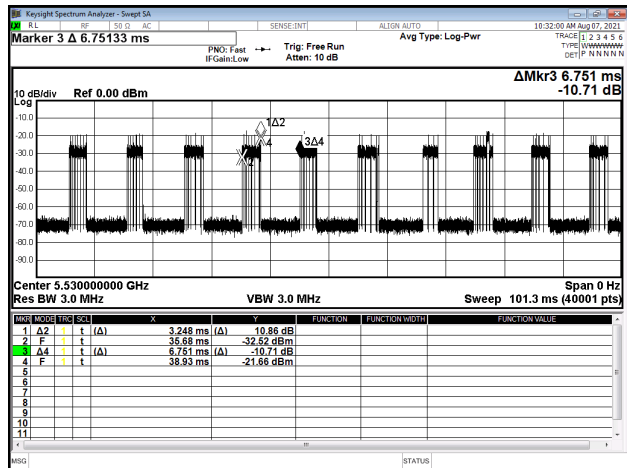 Keysight Spectrum Analyzer - Swept SA
RL RF 50 Ω AC SENSE:INT ALIGN AUTO 10:32:00 AM Aug 07, 2021
Marker 3 Δ 6.75133 ms
PNO: Fast
IFGain:Low
Trig: Free Run
Atten: 10 dB
Avg Type: Log-Pwr
TRACE 1 2 3 4 5 6
TYPE WWWWWW
DET P N N N N N
ΔMkr3 6.751 ms
-10.71 dB
10 dB/div Ref 0.00 dBm
Log
-10.0
-20.0
-30.0
-40.0
-50.0
-60.0
-70.0
-80.0
-90.0
1Δ2
4
3Δ4
2
Center 5.530000000 GHz Span 0 Hz
Res BW 3.0 MHz VBW 3.0 MHz Sweep 101.3 ms (40001 pts)
MKR MODE TRC SCL X Y FUNCTION FUNCTION WIDTH FUNCTION VALUE
1 Δ2 1 t (Δ) 3.248 ms (Δ) 10.86 dB
2 F 1 t 35.68 ms -32.52 dBm
3 Δ4 1 t (Δ) 6.751 ms (Δ) -10.71 dB
4 F 1 t 38.93 ms -21.66 dBm
5
6
7
8
9
10
11
MSG STATUS